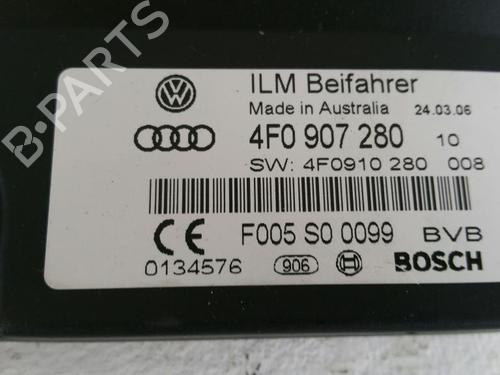 ILM Beifahrer
Made in Australia 24.03.06
4F0 907 280 10
SW: 4F0910 280 008
F005 S0 0099 BVB
0134576 906 BOSCH
B-PARTS